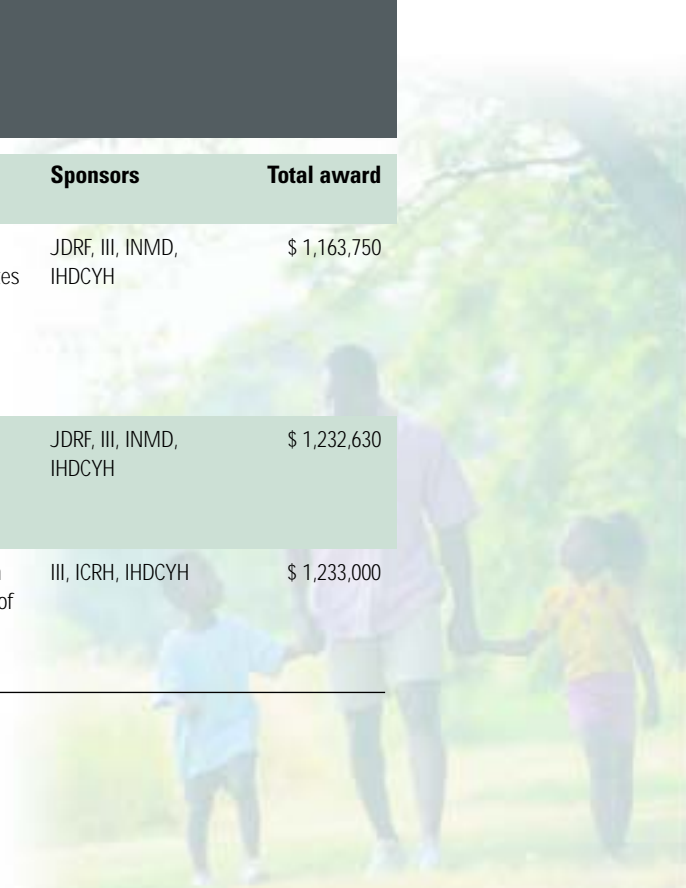 Sponsors Total award
JDRF, III, INMD, $ 1,163,750
es IHDCYH
JDRF, III, INMD, $ 1,232,630
IHDCYH
III, ICRH, IHDCYH $ 1,233,000
of